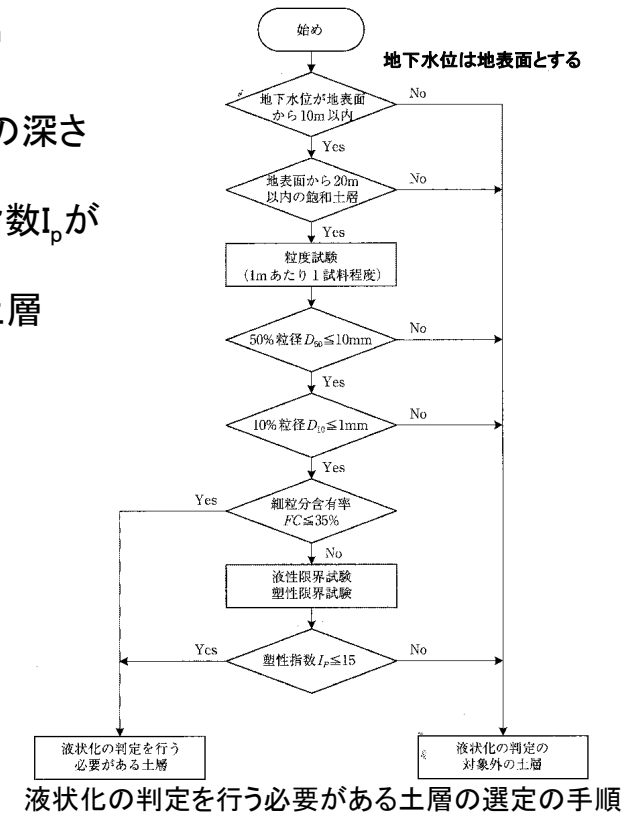 の深さ
数Iₚが
層
始め
地下水位は地表面とする
地下水位が地表面
から10m以内
No
Yes
地表面から20m
以内の飽和土層
No
Yes
粒度試験
(1mあたり1試料程度)
50%粒径D₅₀≦10mm
No
Yes
10%粒径D₁₀≦1mm
No
Yes
細粒分含有率
FC≦35%
Yes
No
液性限界試験
塑性限界試験
塑性指数Iₚ≦15
Yes
No
液状化の判定を行う
必要がある土層
液状化の判定の
対象外の土層
液状化の判定を行う必要がある土層の選定の手順